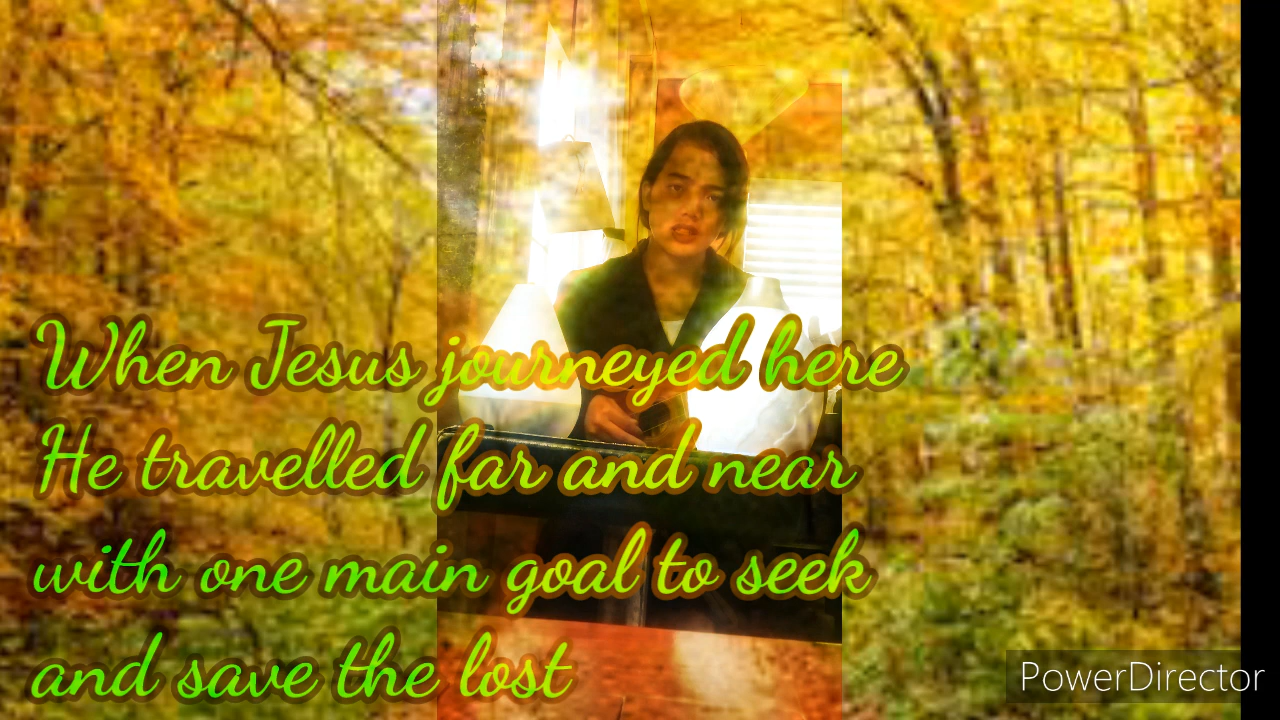 When Jesus journeyed here
He travelled far and near
with one main goal to seek
and save the lost
PowerDirector